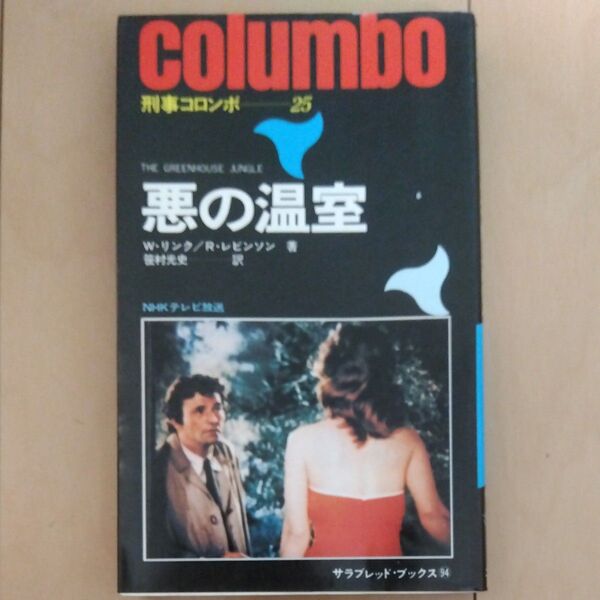 columbo
刑事コロンボ——25
THE GREENHOUSE JUNGLE
悪の温室
W・リンク／R・レビンソン 著
笹村光史——訳
NHKテレビ放送
サラブレッド・ブックス94